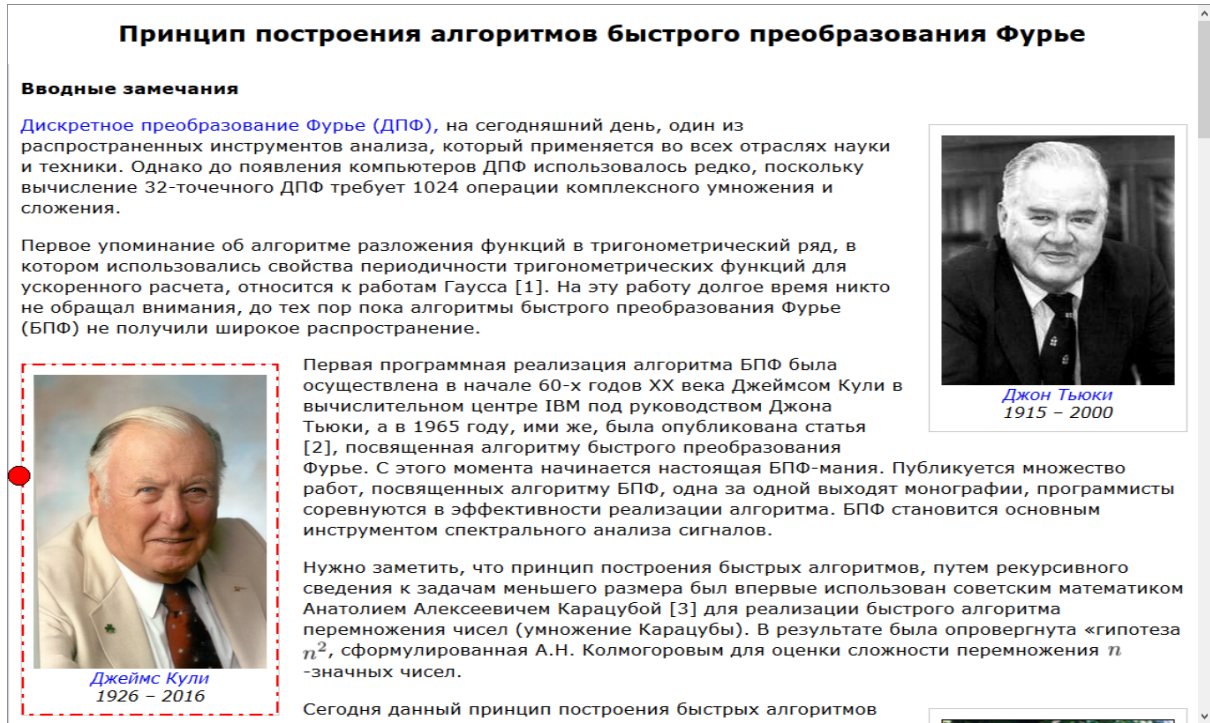 Принцип построения алгоритмов быстрого преобразования Фурье
Вводные замечания
Дискретное преобразование Фурье (ДПФ), на сегодняшний день, один из
распространенных инструментов анализа, который применяется во всех отраслях науки
и техники. Однако до появления компьютеров ДПФ использовалось редко, поскольку
вычисление 32-точечного ДПФ требует 1024 операции комплексного умножения и
сложения.
Первое упоминание об алгоритме разложения функций в тригонометрический ряд, в
котором использовались свойства периодичности тригонометрических функций для
ускоренного расчета, относится к работам Гаусса [1]. На эту работу долгое время никто
не обращал внимания, до тех пор пока алгоритмы быстрого преобразования Фурье
(БПФ) не получили широкое распространение.
Джон Тьюки
1915 – 2000
Первая программная реализация алгоритма БПФ была
осуществлена в начале 60-х годов XX века Джеймсом Кули в
вычислительном центре IBM под руководством Джона
Тьюки, а в 1965 году, ими же, была опубликована статья
[2], посвященная алгоритму быстрого преобразования
Фурье. С этого момента начинается настоящая БПФ-мания. Публикуется множество
работ, посвященных алгоритму БПФ, одна за одной выходят монографии, программисты
соревнуются в эффективности реализации алгоритма. БПФ становится основным
инструментом спектрального анализа сигналов.
Джеймс Кули
1926 – 2016
Нужно заметить, что принцип построения быстрых алгоритмов, путем рекурсивного
сведения к задачам меньшего размера был впервые использован советским математиком
Анатолием Алексеевичем Карацубой [3] для реализации быстрого алгоритма
перемножения чисел (умножение Карацубы). В результате была опровергнута «гипотеза
n², сформулированная А.Н. Колмогоровым для оценки сложности перемножения n
-значных чисел.
Сегодня данный принцип построения быстрых алгоритмов